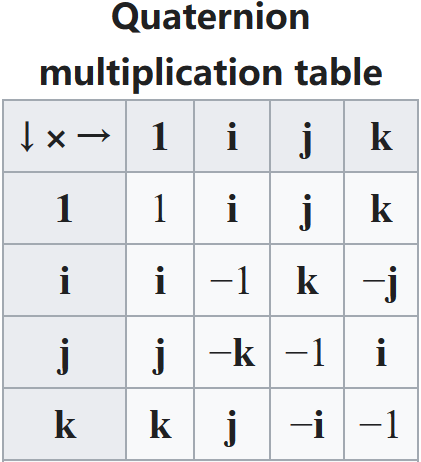 Quaternion
multiplication table
↓ × → 1 i j k
1 1 i j k
i i −1 k −j
j j −k −1 i
k k j −i −1